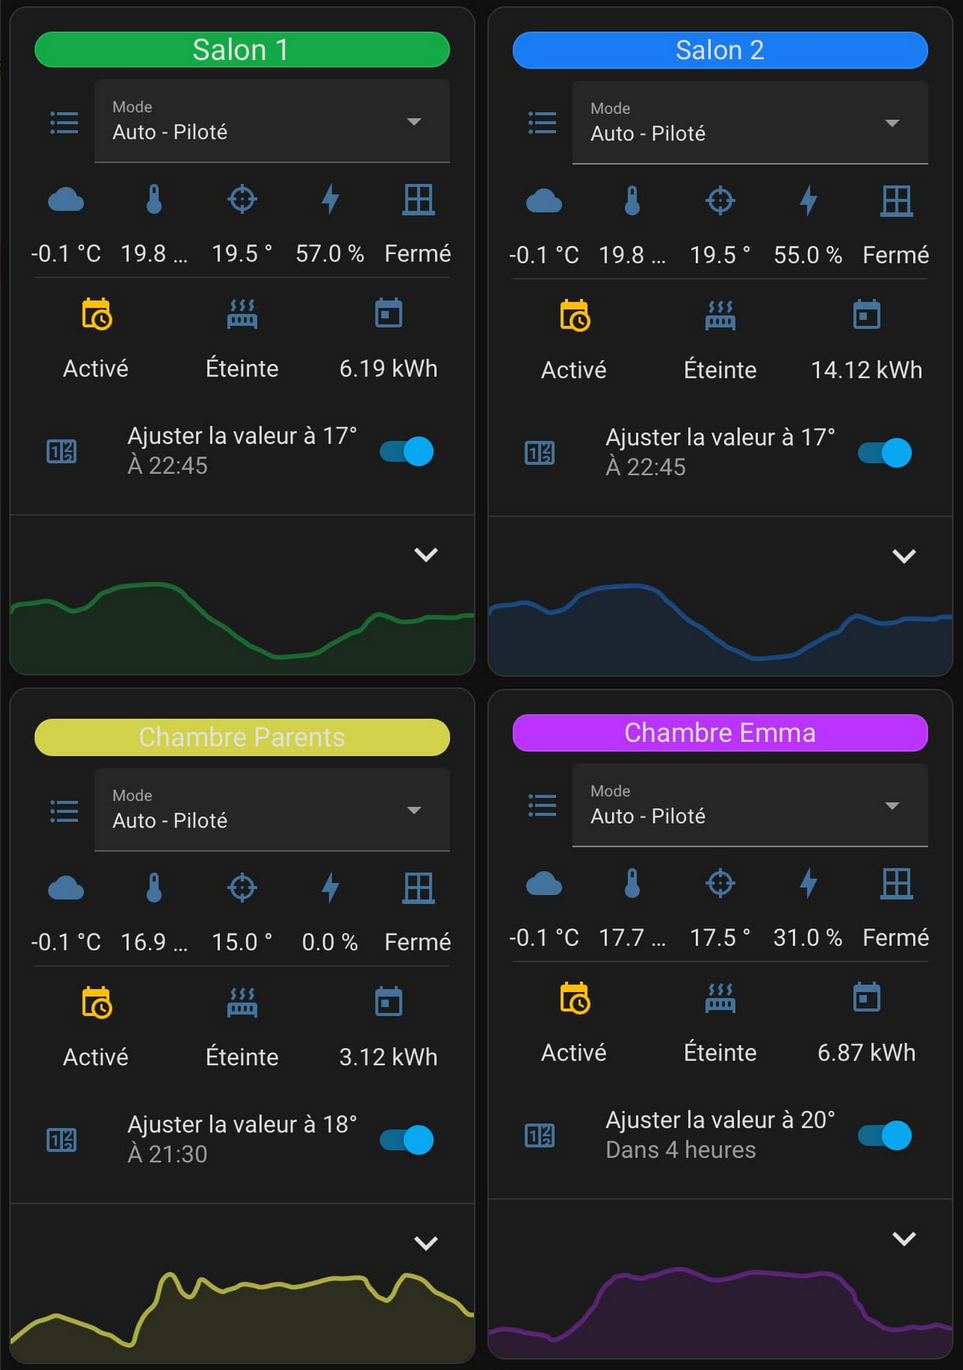 Salon 1
Mode
Auto - Piloté
-0.1 °C 19.8 ... 19.5 ° 57.0 % Fermé
Activé Éteinte 6.19 kWh
Ajuster la valeur à 17°
À 22:45
Salon 2
Mode
Auto - Piloté
-0.1 °C 19.8 ... 19.5 ° 55.0 % Fermé
Activé Éteinte 14.12 kWh
Ajuster la valeur à 17°
À 22:45
Chambre Parents
Mode
Auto - Piloté
-0.1 °C 16.9 ... 15.0 ° 0.0 % Fermé
Activé Éteinte 3.12 kWh
Ajuster la valeur à 18°
À 21:30
Chambre Emma
Mode
Auto - Piloté
-0.1 °C 17.7 ... 17.5 ° 31.0 % Fermé
Activé Éteinte 6.87 kWh
Ajuster la valeur à 20°
Dans 4 heures